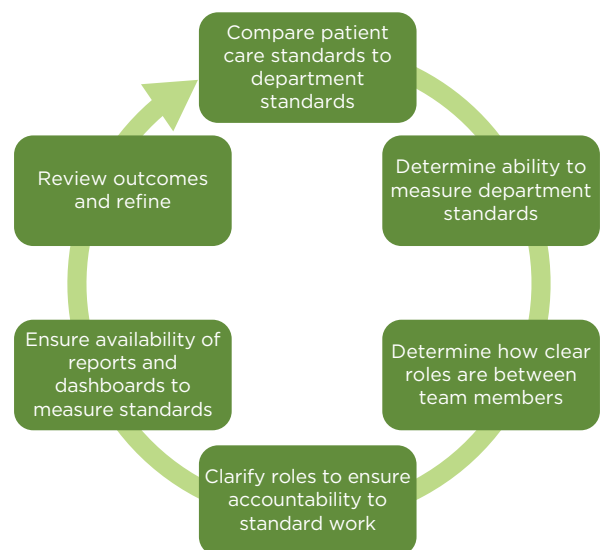 Compare patient
care standards to
department
standards
Determine ability to
measure department
standards
Determine how clear
roles are between
team members
Clarify roles to ensure
accountability to
standard work
Ensure availability of
reports and
dashboards to
measure standards
Review outcomes
and refine